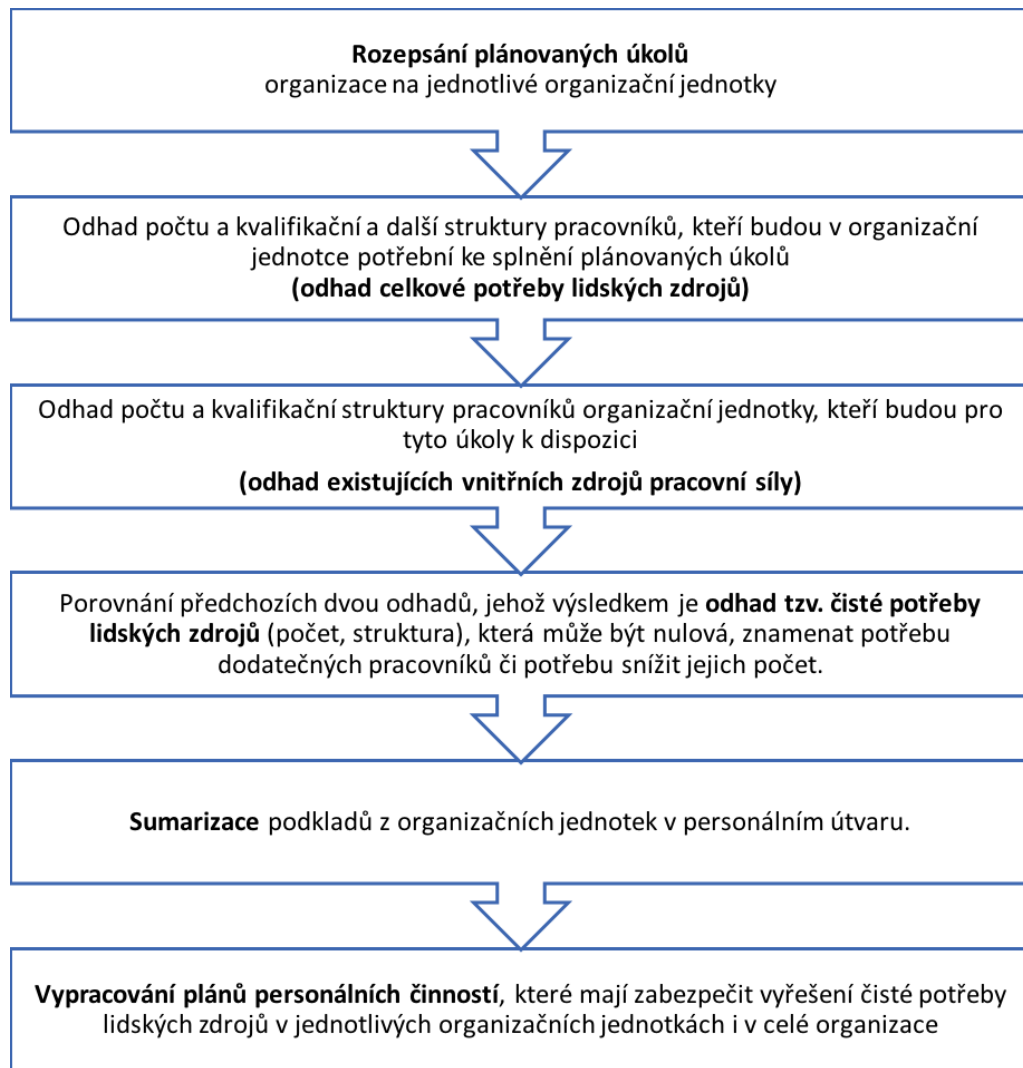 Rozepsání plánovaných úkolů
organizace na jednotlivé organizační jednotky
Odhad počtu a kvalifikační a další struktury pracovníků, kteří budou v organizační
jednotce potřební ke splnění plánovaných úkolů
(odhad celkové potřeby lidských zdrojů)
Odhad počtu a kvalifikační struktury pracovníků organizační jednotky, kteří budou pro
tyto úkoly k dispozici
(odhad existujících vnitřních zdrojů pracovní síly)
Porovnání předchozích dvou odhadů, jehož výsledkem je odhad tzv. čisté potřeby
lidských zdrojů (počet, struktura), která může být nulová, znamenat potřebu
dodatečných pracovníků či potřebu snížit jejich počet.
Sumarizace podkladů z organizačních jednotek v personálním útvaru.
Vypracování plánů personálních činností, které mají zabezpečit vyřešení čisté potřeby
lidských zdrojů v jednotlivých organizačních jednotkách i v celé organizace